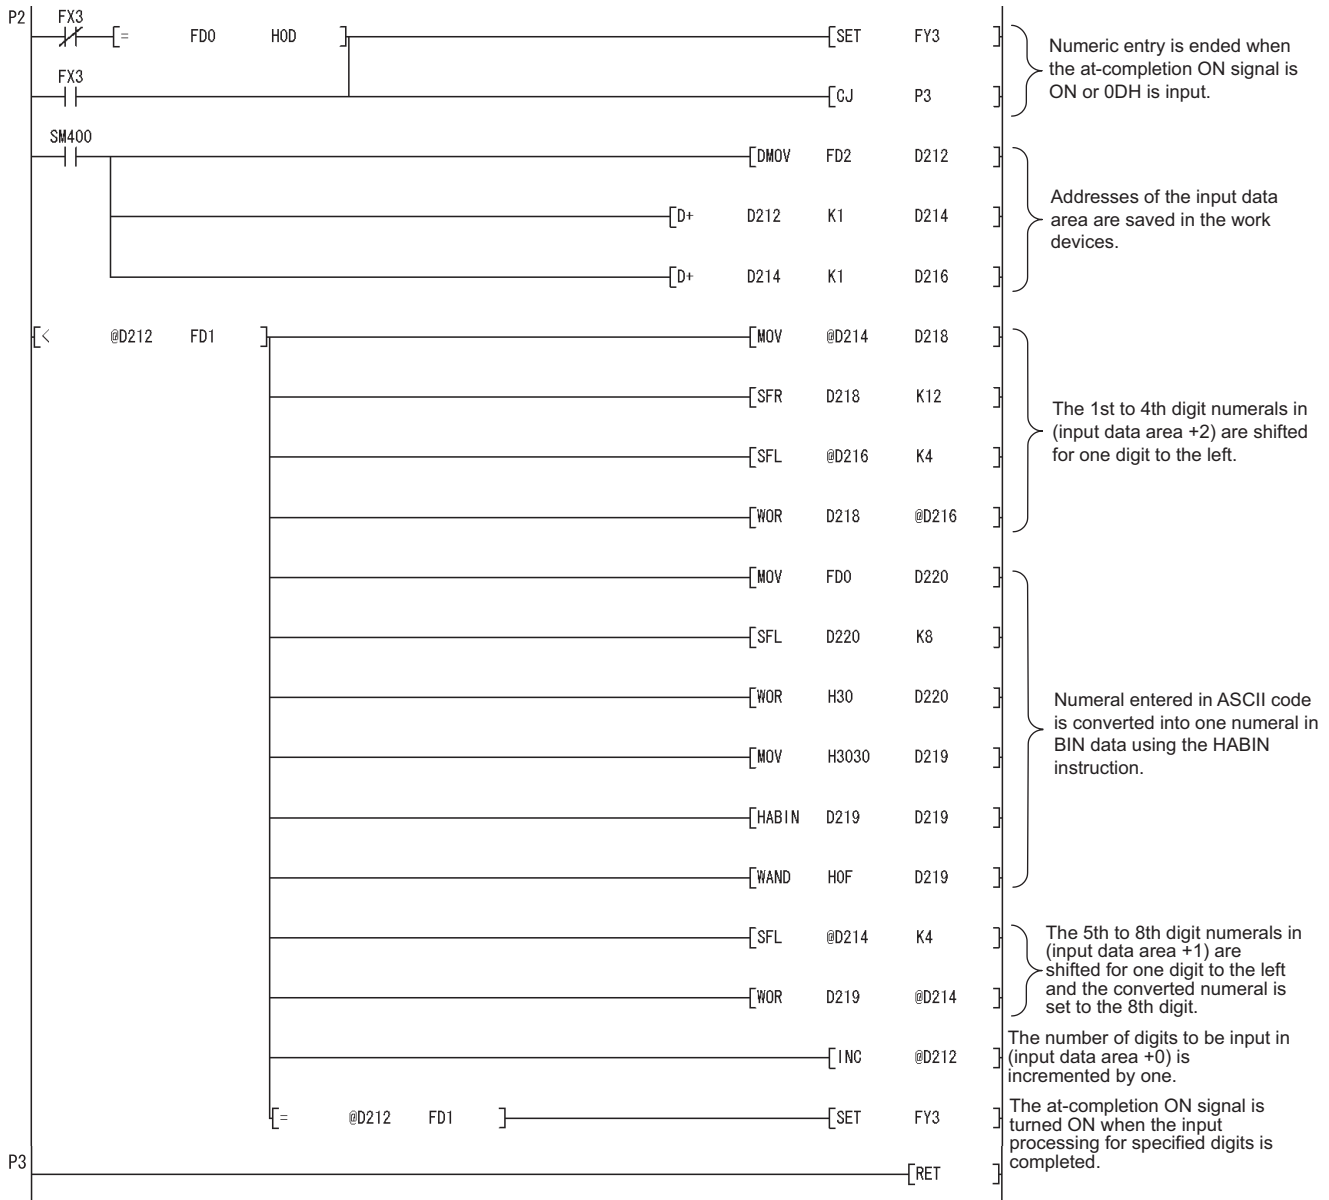 P2
FX3
[= FD0 H0D ]
[SET FY3 ]
Numeric entry is ended when
the at-completion ON signal is
ON or 0DH is input.
FX3
[CJ P3 ]
SM400
[DMOV FD2 D212 ]
[D+ D212 K1 D214 ]
[D+ D214 K1 D216 ]
Addresses of the input data
area are saved in the work
devices.
[< @D212 FD1 ]
[MOV @D214 D218 ]
[SFR D218 K12 ]
[SFL @D216 K4 ]
[WOR D218 @D216 ]
The 1st to 4th digit numerals in
(input data area +2) are shifted
for one digit to the left.
[MOV FD0 D220 ]
[SFL D220 K8 ]
[WOR H30 D220 ]
[MOV H3030 D219 ]
[HABIN D219 D219 ]
[WAND H0F D219 ]
Numeral entered in ASCII code
is converted into one numeral in
BIN data using the HABIN
instruction.
[SFL @D214 K4 ]
[WOR D219 @D214 ]
The 5th to 8th digit numerals in
(input data area +1) are
shifted for one digit to the left
and the converted numeral is
set to the 8th digit.
[INC @D212 ]
The number of digits to be input in
(input data area +0) is
incremented by one.
[= @D212 FD1 ]
[SET FY3 ]
The at-completion ON signal is
turned ON when the input
processing for specified digits is
completed.
P3
[RET ]